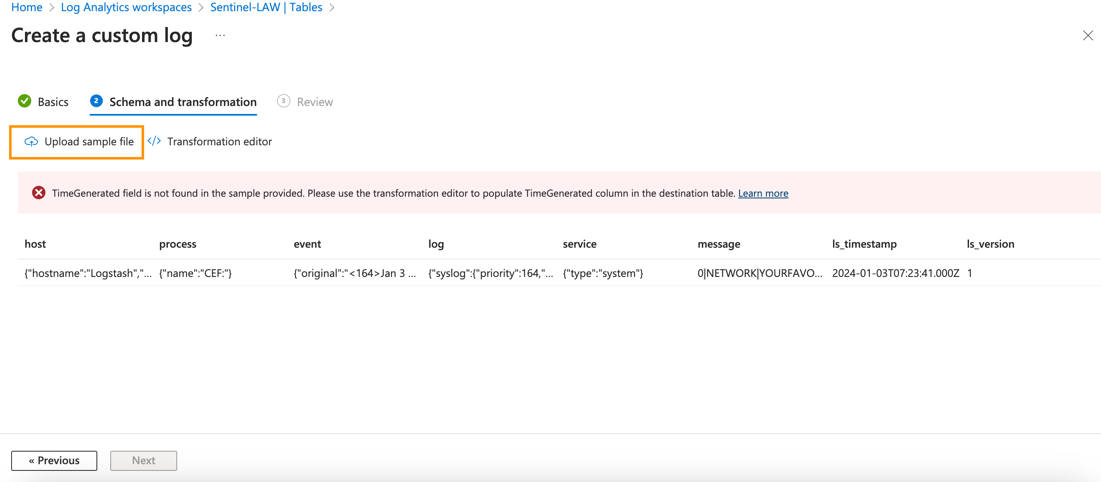 Home > Log Analytics workspaces > Sentinel-LAW | Tables >
Create a custom log ...
Basics 2 Schema and transformation 3 Review
Upload sample file </> Transformation editor
TimeGenerated field is not found in the sample provided. Please use the transformation editor to populate TimeGenerated column in the destination table. Learn more
host process event log service message ls_timestamp ls_version
{"hostname":"Logstash","... {"name":"CEF:"} {"original":"<164>Jan 3 ... {"syslog":{"priority":164,"... {"type":"system"} 0|NETWORK|YOURFAVO... 2024-01-03T07:23:41.000Z 1
« Previous Next